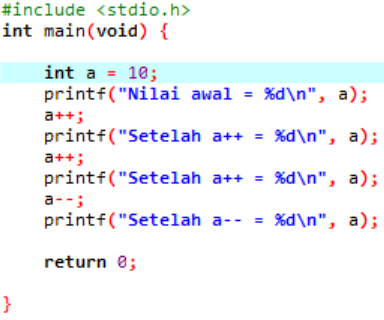 #include <stdio.h>
int main(void) {
int a = 10;
printf("Nilai awal = %d\n", a);
a++;
printf("Setelah a++ = %d\n", a);
a++;
printf("Setelah a++ = %d\n", a);
a--;
printf("Setelah a-- = %d\n", a);
return 0;
}